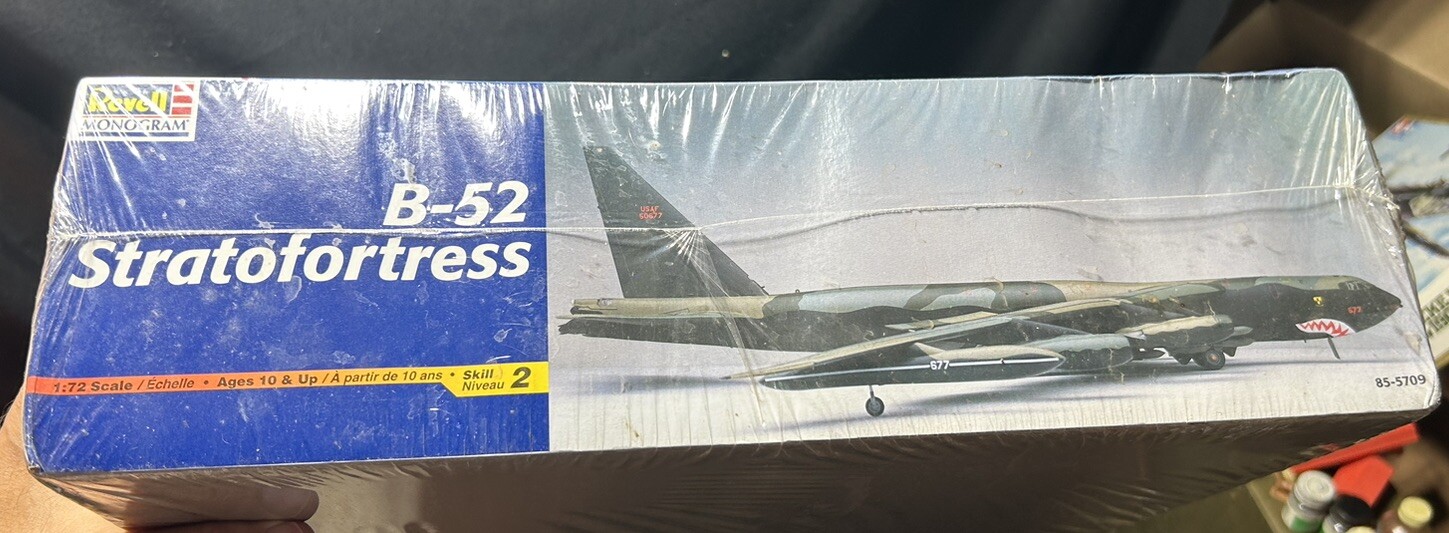 Revell
MONOGRAM
B-52
Stratofortress
1:72 Scale / Échelle • Ages 10 & Up / À partir de 10 ans • Skill 2
Niveau
USAF
60677
677
677
85-5709